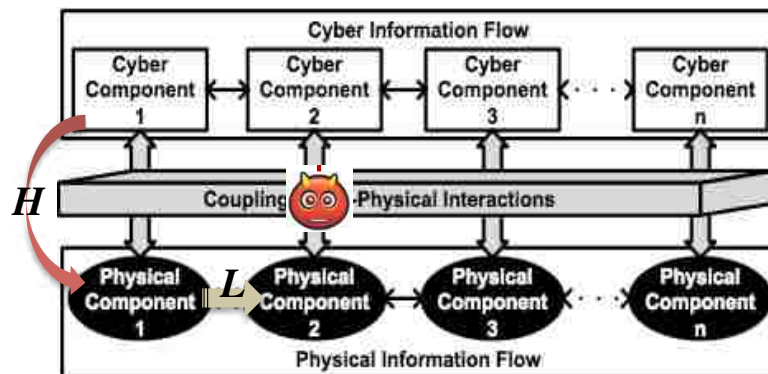 Cyber Information Flow
Cyber Component 1
Cyber Component 2
Cyber Component 3
. . .
Cyber Component n
H
Coupling -Physical Interactions
Physical Component 1
L
Physical Component 2
Physical Component 3
. . .
Physical Component n
Physical Information Flow